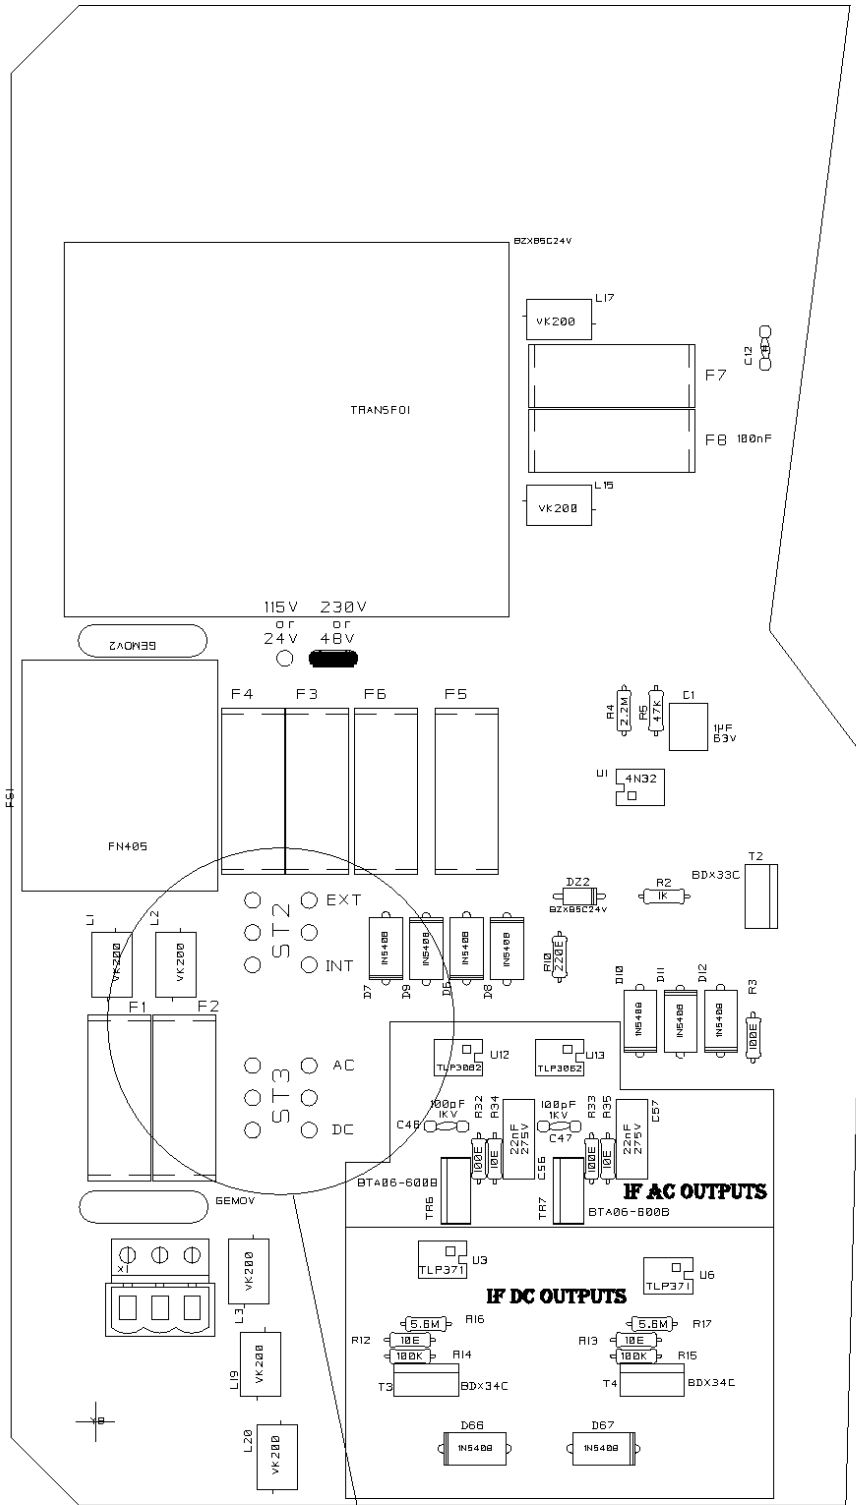 BZX85C24V
L17
VK200
C12
F7
TRANSFO1
F8 100nF
L15
VK200
115V 230V
or or
24V 48V
GEMOV2
F4 F3 F6 F5
R4 2.2M
R5 47K
C1
1µF
63V
U1
4N32
FS1
FN405
T2
BDX33C
DZ2
BZX85C24V
R2
1K
EXT
ST2
INT
L1
VK200
L2
VK200
D7 1N5408
D9 1N5408
D6 1N5408
D8 1N5408
R10 220E
D10 1N5408
D11 1N5408
D12 1N5408
R3 100E
F1 F2
U12
TLP3062
U13
TLP3062
AC
ST3
DC
100pF
1KV
C46
R32 100E
R34 10E
22nF
275V
C56
100pF
1KV
C47
R33 100E
R35 10E
22nF
275V
C57
BTA06-600B
TR6
TR7
BTA06-600B
IF AC OUTPUTS
GEMOV
X1
L3
VK200
U3
TLP371
U6
TLP371
IF DC OUTPUTS
5.6M R16
R12 10E
100K R14
T3 BDX34C
5.6M R17
R13 10E
100K R15
T4 BDX34C
L19
VK200
L20
VK200
D66
1N5408
D67
1N5408